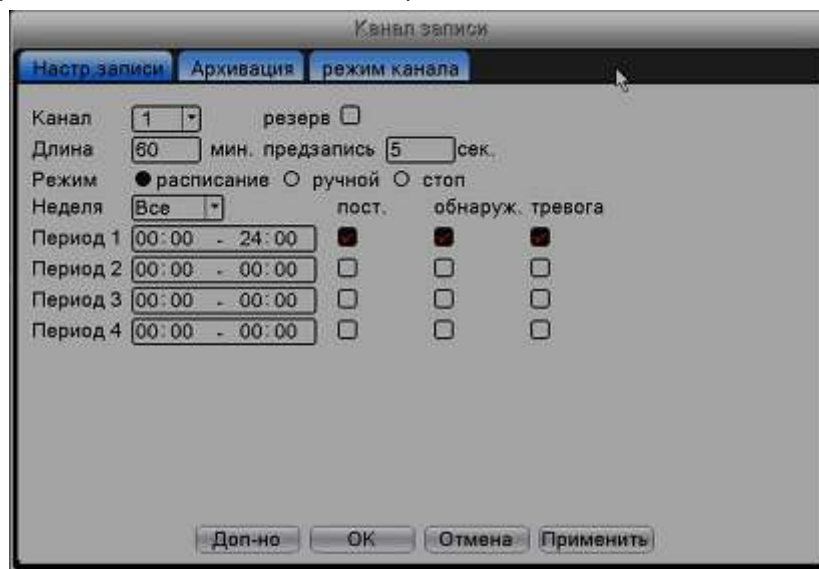 Канал записи
Настр записи Архивация режим канала
Канал 1 резерв
Длина 60 мин. предзапись 5 сек.
Режим расписание ручной стоп
Неделя Все пост. обнаруж. тревога
Период 1 00:00 - 24:00
Период 2 00:00 - 00:00
Период 3 00:00 - 00:00
Период 4 00:00 - 00:00
Доп-но OK Отмена Применить